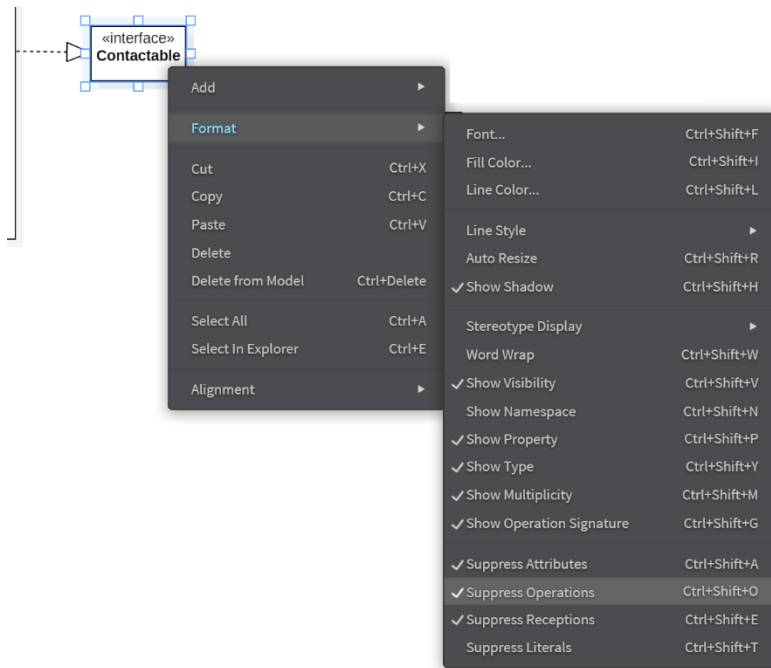 «interface»
Contactable
Add
Format
Cut Ctrl+X
Copy Ctrl+C
Paste Ctrl+V
Delete
Delete from Model Ctrl+Delete
Select All Ctrl+A
Select In Explorer Ctrl+E
Alignment
Font... Ctrl+Shift+F
Fill Color... Ctrl+Shift+I
Line Color... Ctrl+Shift+L
Line Style
Auto Resize Ctrl+Shift+R
Show Shadow Ctrl+Shift+H
Stereotype Display
Word Wrap Ctrl+Shift+W
Show Visibility Ctrl+Shift+V
Show Namespace Ctrl+Shift+N
Show Property Ctrl+Shift+P
Show Type Ctrl+Shift+Y
Show Multiplicity Ctrl+Shift+M
Show Operation Signature Ctrl+Shift+G
Suppress Attributes Ctrl+Shift+A
Suppress Operations Ctrl+Shift+O
Suppress Receptions Ctrl+Shift+E
Suppress Literals Ctrl+Shift+T